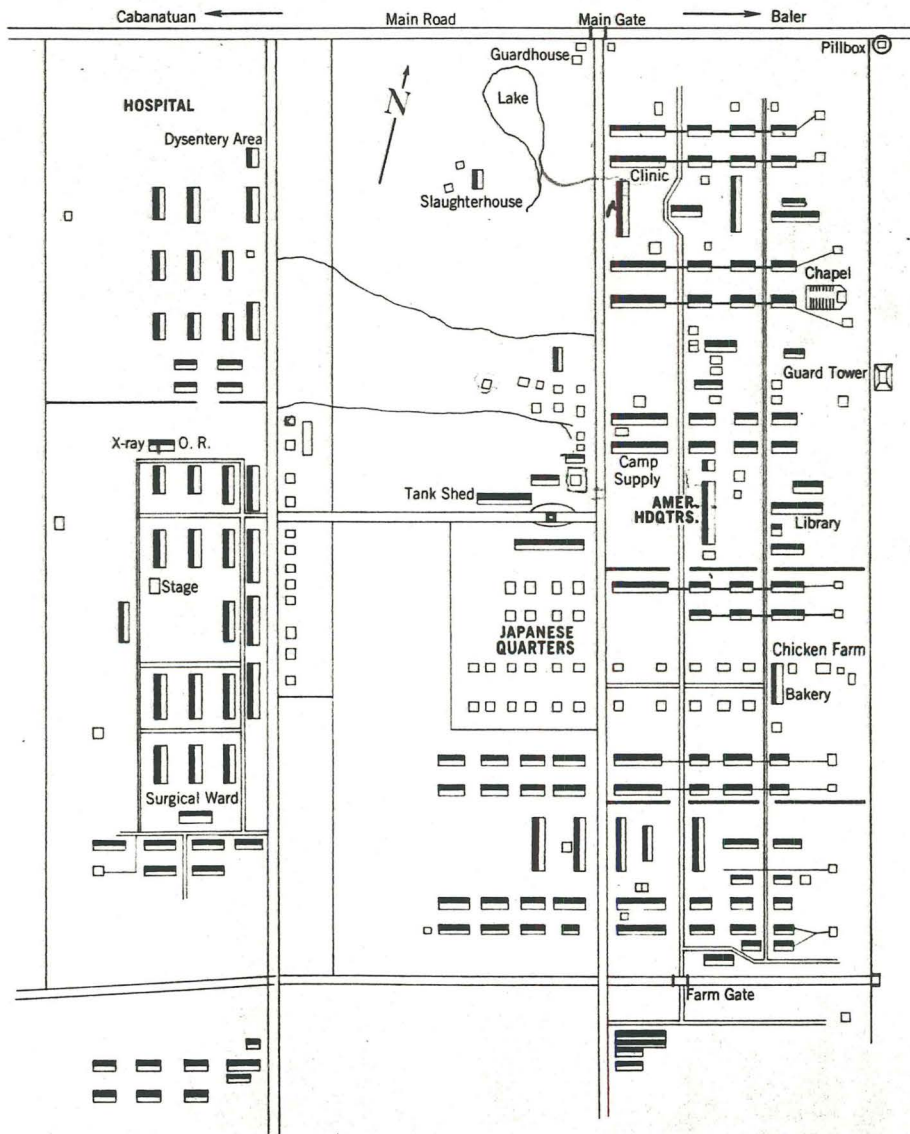 Cabanatuan
Main Road
Main Gate
Baler
Guardhouse
Pillbox
HOSPITAL
N
Lake
Dysentery Area
Clinic
Slaughterhouse
Chapel
Guard Tower
X-ray
O. R.
Camp
Supply
Tank Shed
AMER.
HDQTRS.
Library
Stage
JAPANESE
QUARTERS
Chicken Farm
Bakery
Surgical Ward
Farm Gate